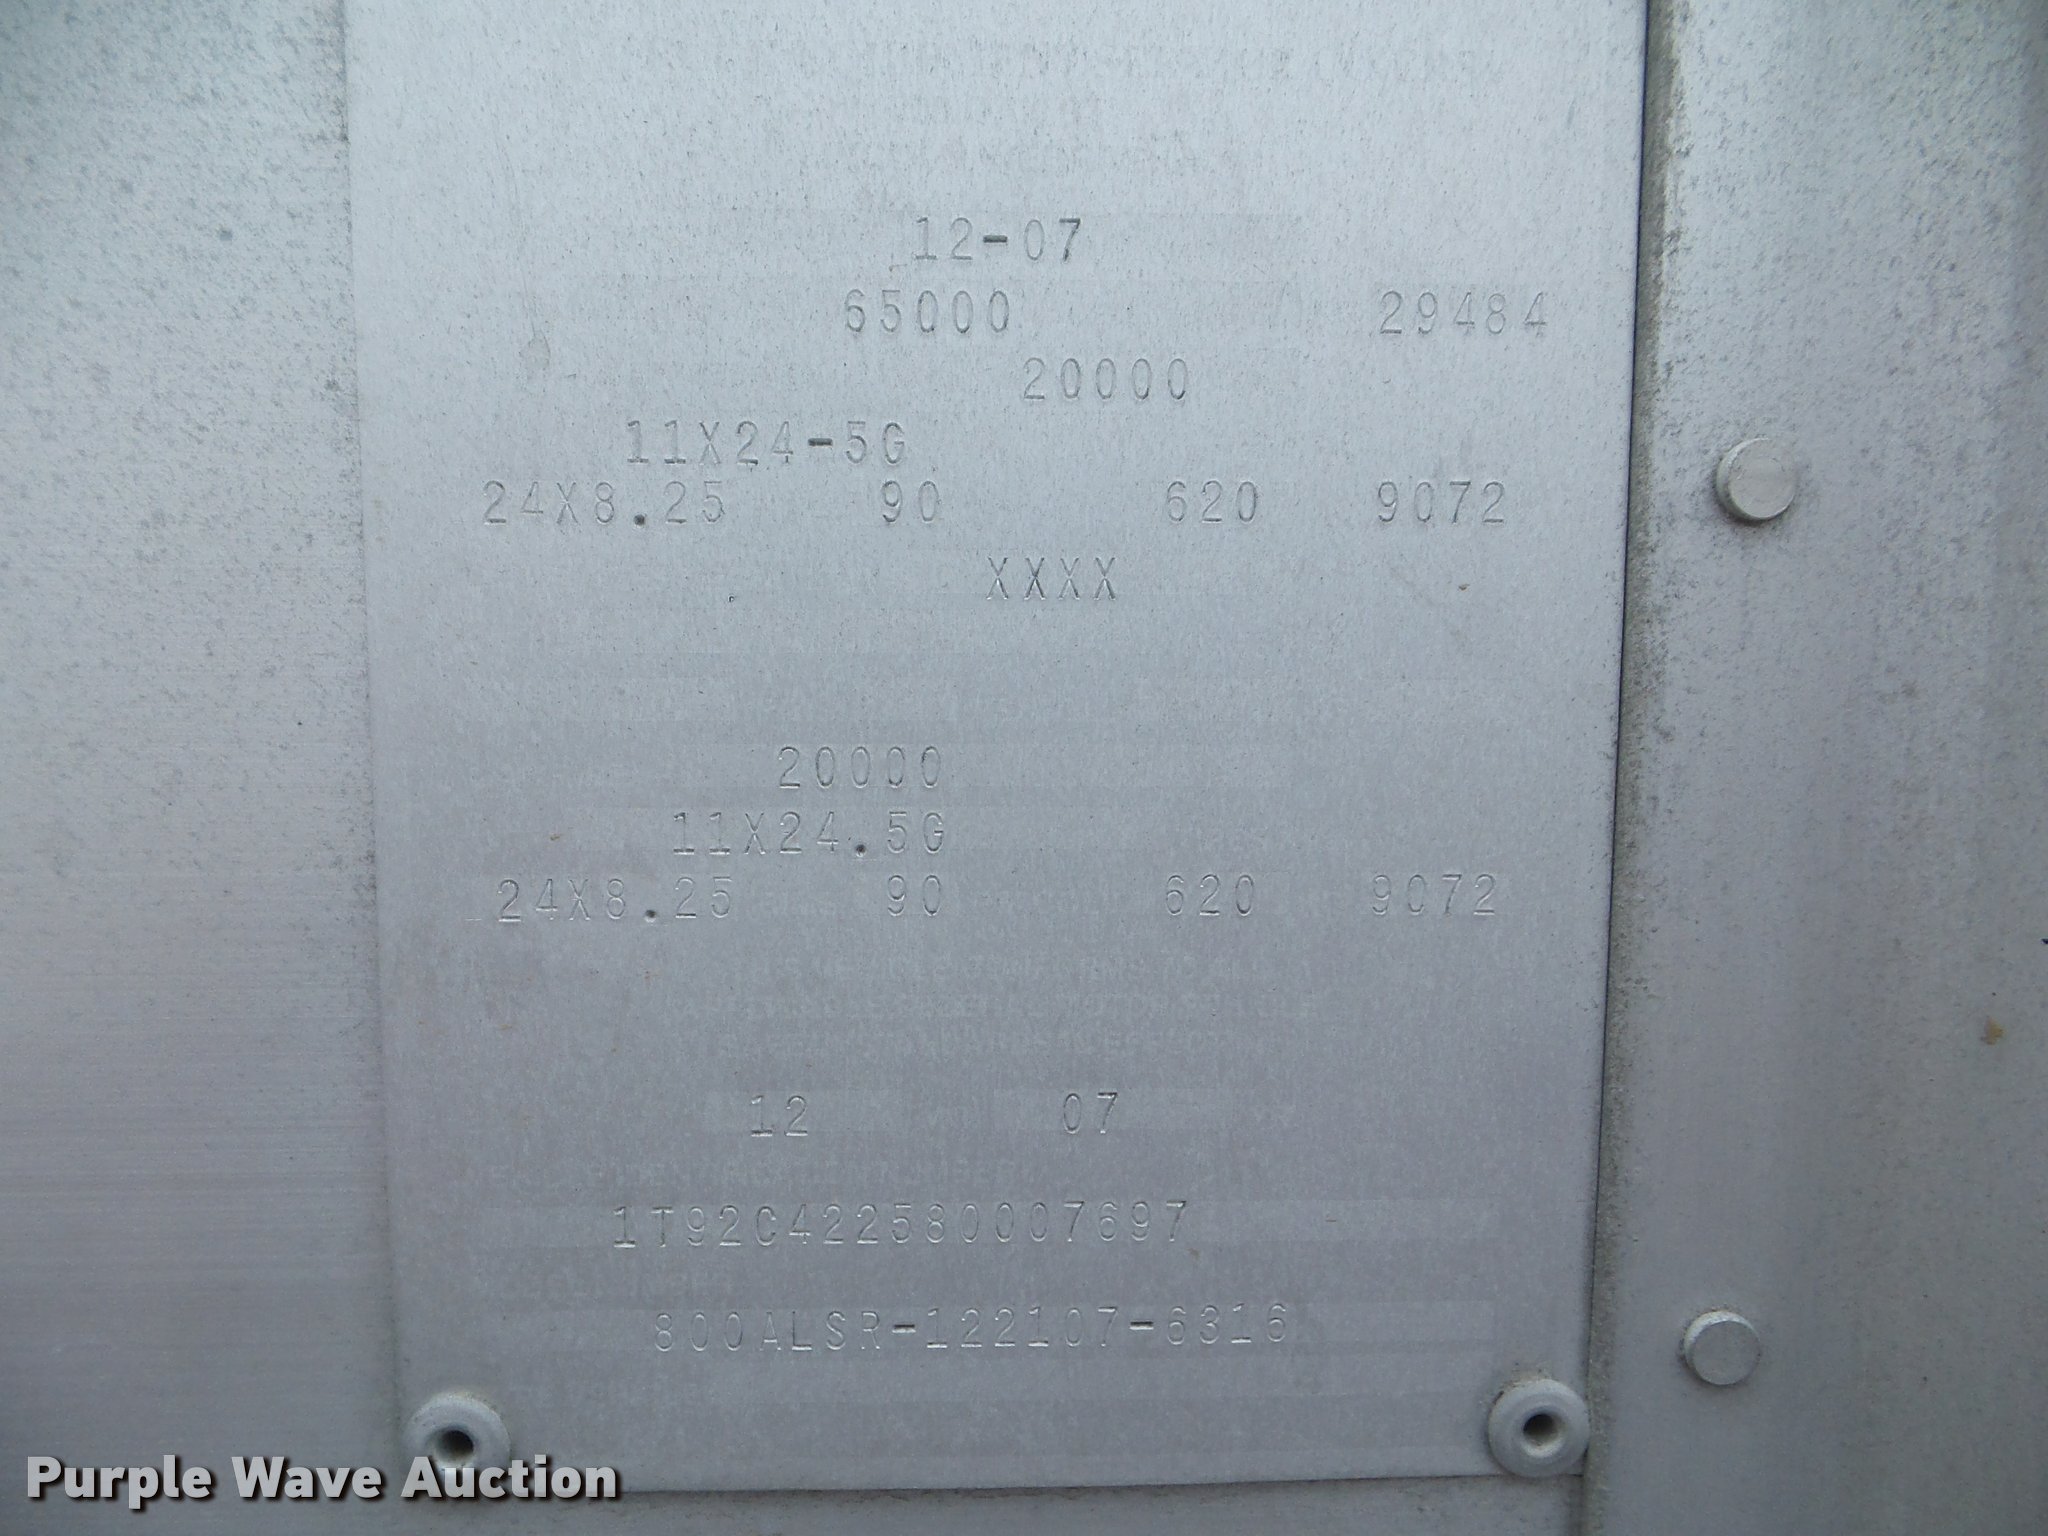 12-07
65000 29484
20000
11X24-5G
24X8.25 90 620 9072
XXXX
20000
11X24.5G
24X8.25 90 620 9072
12 07
1T92C422580007697
800ALSR-122107-6316
Purple Wave Auction